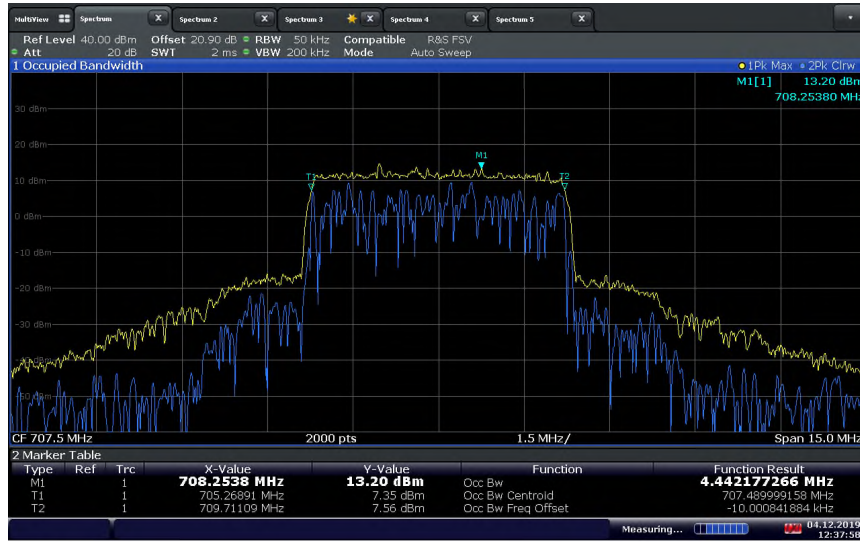 MultiView Spectrum X Spectrum 2 X Spectrum 3 X Spectrum 4 X Spectrum 5 X
Ref Level 40.00 dBm Offset 20.90 dB RBW 50 kHz Compatible R&S FSV
Att 20 dB SWT 2 ms VBW 200 kHz Mode Auto Sweep
1 Occupied Bandwidth 1Pk Max 2Pk Clrw
M1[1] 13.20 dBm
708.25380 MHz
30 dBm
20 dBm
M1
T1 T2
10 dBm
0 dBm
-10 dBm
-20 dBm
-30 dBm
-40 dBm
-50 dBm
CF 707.5 MHz 2000 pts 1.5 MHz/ Span 15.0 MHz
2 Marker Table
Type Ref Trc X-Value Y-Value Function Function Result
M1 1 708.2538 MHz 13.20 dBm Occ Bw 4.442177266 MHz
T1 1 705.26891 MHz 7.35 dBm Occ Bw Centroid 707.489999158 MHz
T2 1 709.71109 MHz 7.56 dBm Occ Bw Freq Offset -10.000841884 kHz
Measuring... 04.12.2019
12:37:58